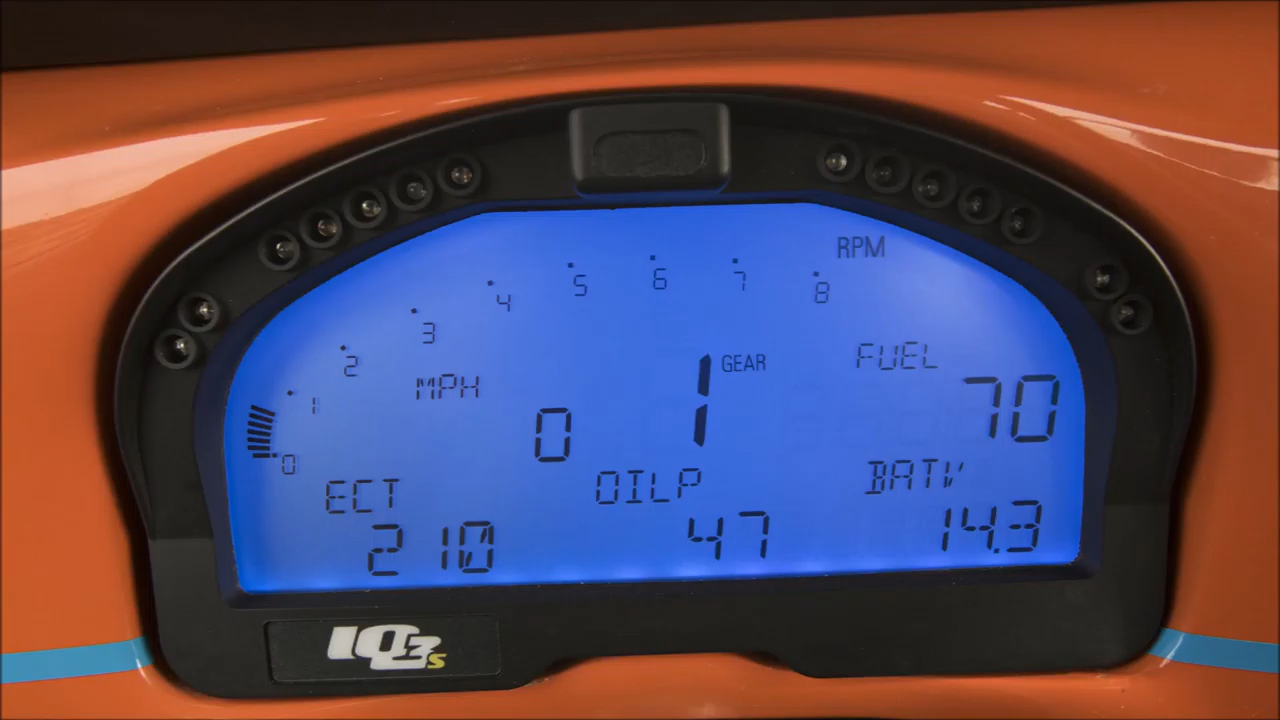 RPM
0 1 2 3 4 5 6 7 8
MPH 0
GEAR 1
FUEL 70
ECT 210
OILP 47
BATV 14.3
IQ3s